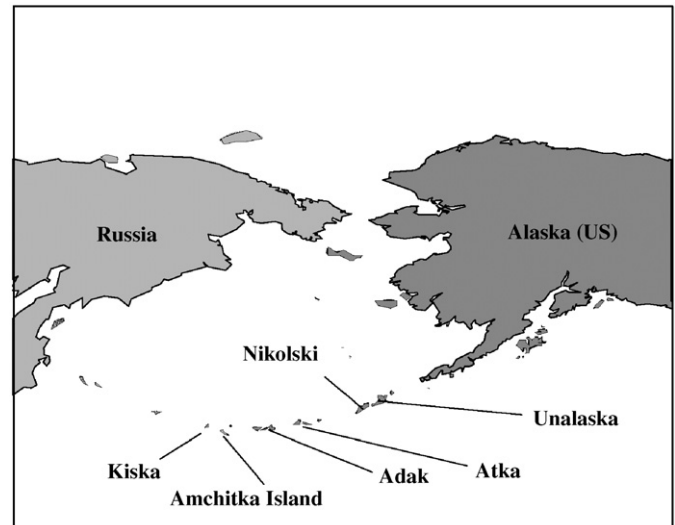 Russia
Alaska (US)
Nikolski
Unalaska
Kiska
Amchitka Island
Adak
Atka